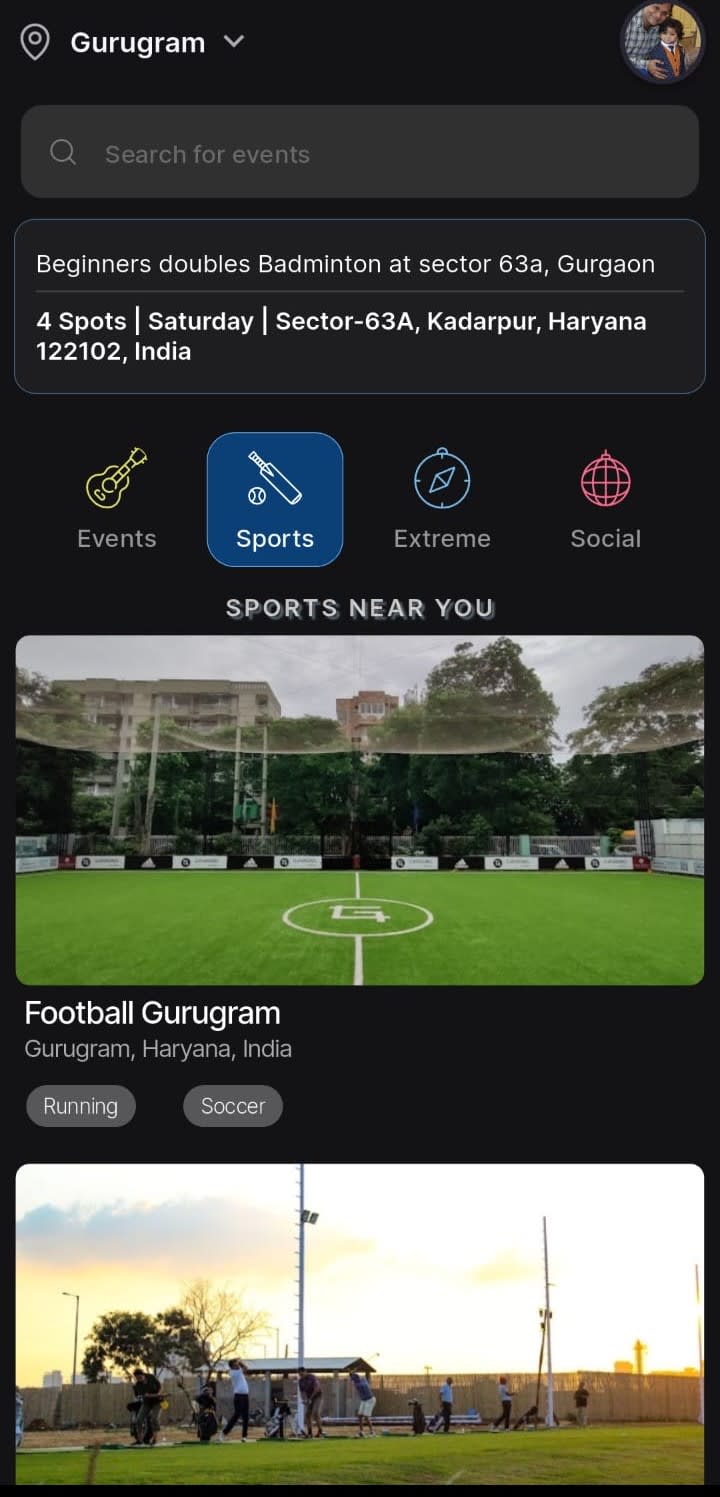 Gurugram
Search for events
Beginners doubles Badminton at sector 63a, Gurgaon
4 Spots | Saturday | Sector-63A, Kadarpur, Haryana
122102, India
Events Sports Extreme Social
SPORTS NEAR YOU
Football Gurugram
Gurugram, Haryana, India
Running Soccer